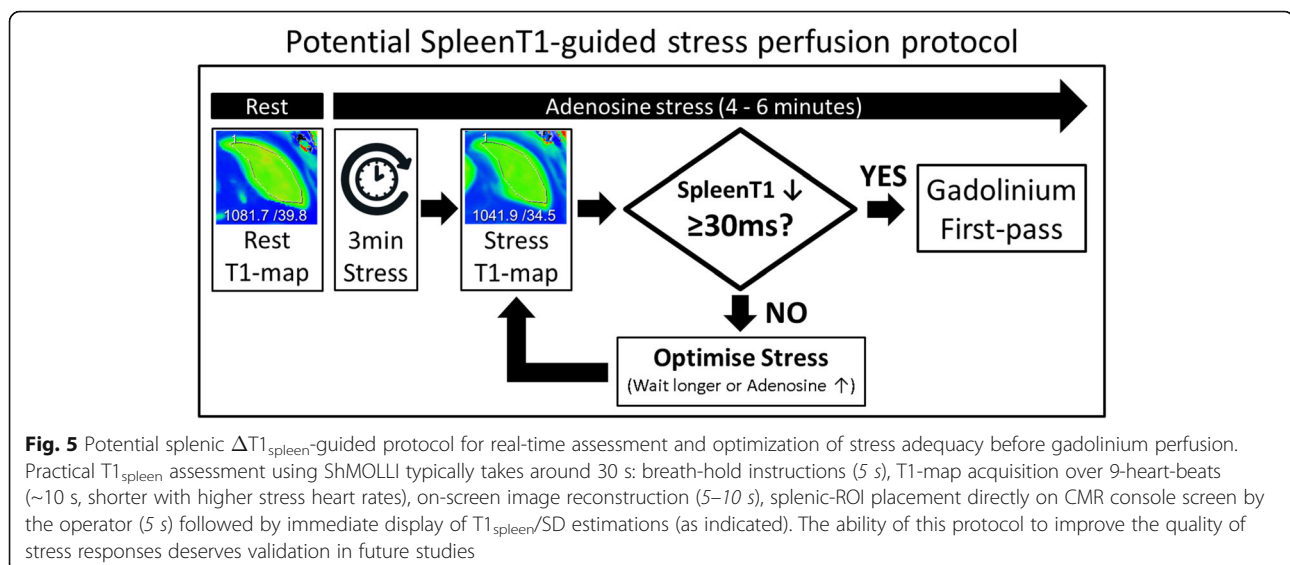 Potential SpleenT1-guided stress perfusion protocol
Rest
Adenosine stress (4 - 6 minutes)
1
1081.7 /39.8
Rest
T1-map
3min
Stress
1
1041.9 /34.5
Stress
T1-map
SpleenT1 ↓
≥30ms?
YES
Gadolinium
First-pass
NO
Optimise Stress
(Wait longer or Adenosine ↑)
Fig. 5 Potential splenic ΔT1spleen-guided protocol for real-time assessment and optimization of stress adequacy before gadolinium perfusion.
Practical T1spleen assessment using ShMOLLI typically takes around 30 s: breath-hold instructions (5 s), T1-map acquisition over 9-heart-beats
(~10 s, shorter with higher stress heart rates), on-screen image reconstruction (5–10 s), splenic-ROI placement directly on CMR console screen by
the operator (5 s) followed by immediate display of T1spleen/SD estimations (as indicated). The ability of this protocol to improve the quality of
stress responses deserves validation in future studies